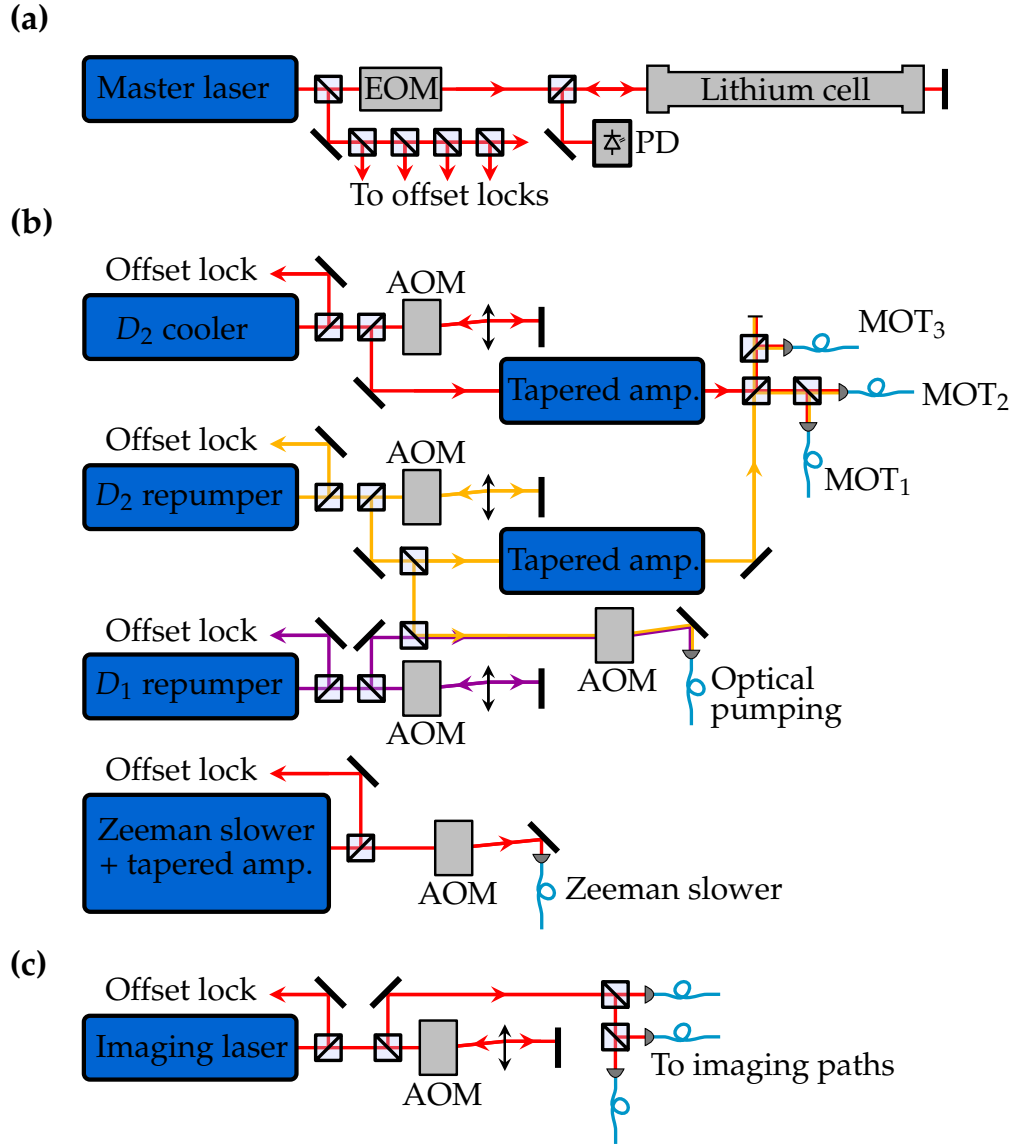 (a)
Master laser
EOM
Lithium cell
PD
To offset locks
(b)
Offset lock
AOM
D₂ cooler
Tapered amp.
MOT₃
MOT₂
MOT₁
Offset lock
AOM
D₂ repumper
Tapered amp.
Offset lock
D₁ repumper
AOM
AOM
Optical
pumping
Offset lock
Zeeman slower
+ tapered amp.
AOM
Zeeman slower
(c)
Offset lock
Imaging laser
AOM
To imaging paths